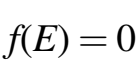 f(E) = 0